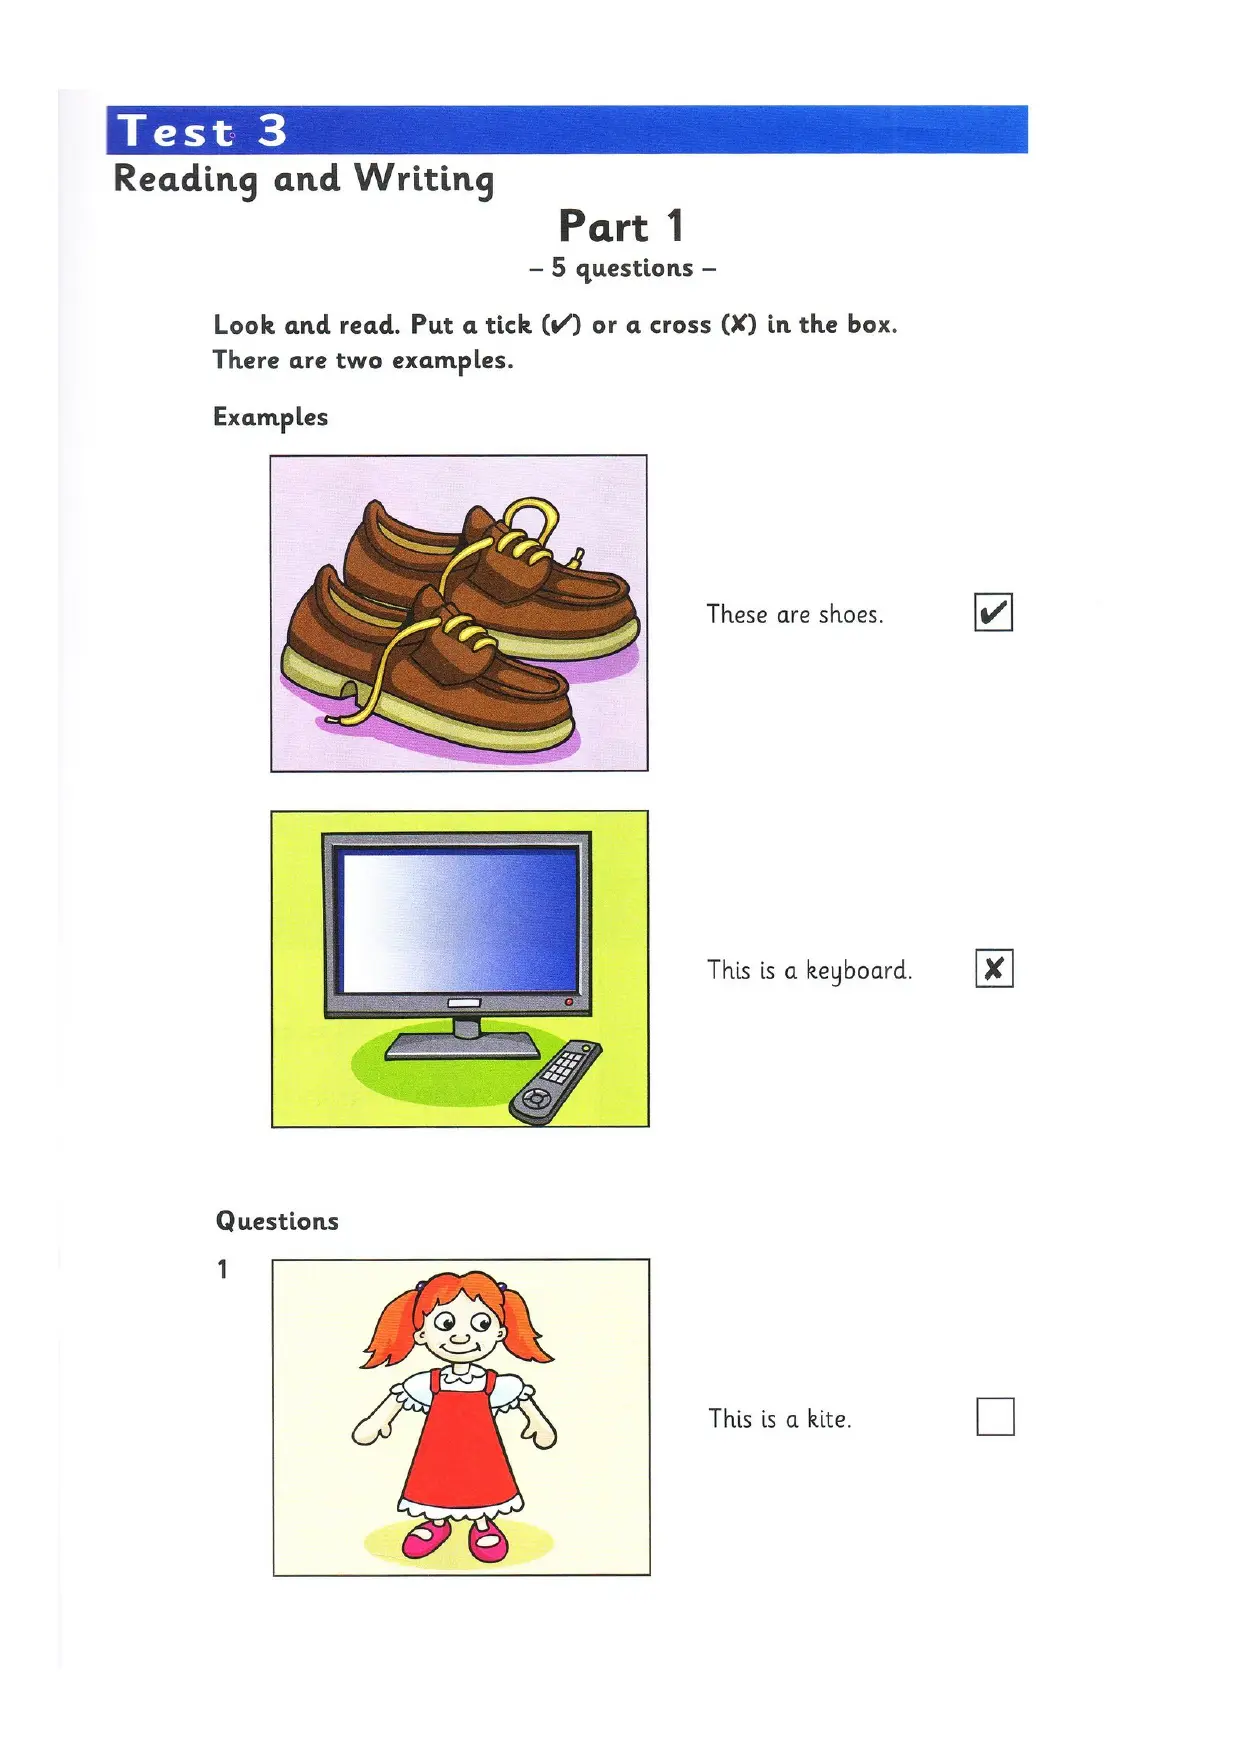 Test 3
Reading and Writing
Part 1
– 5 questions –
Look and read. Put a tick (✔) or a cross (✘) in the box.
There are two examples.
Examples
These are shoes. ✔
This is a keyboard. ✘
Questions
1
This is a kite.